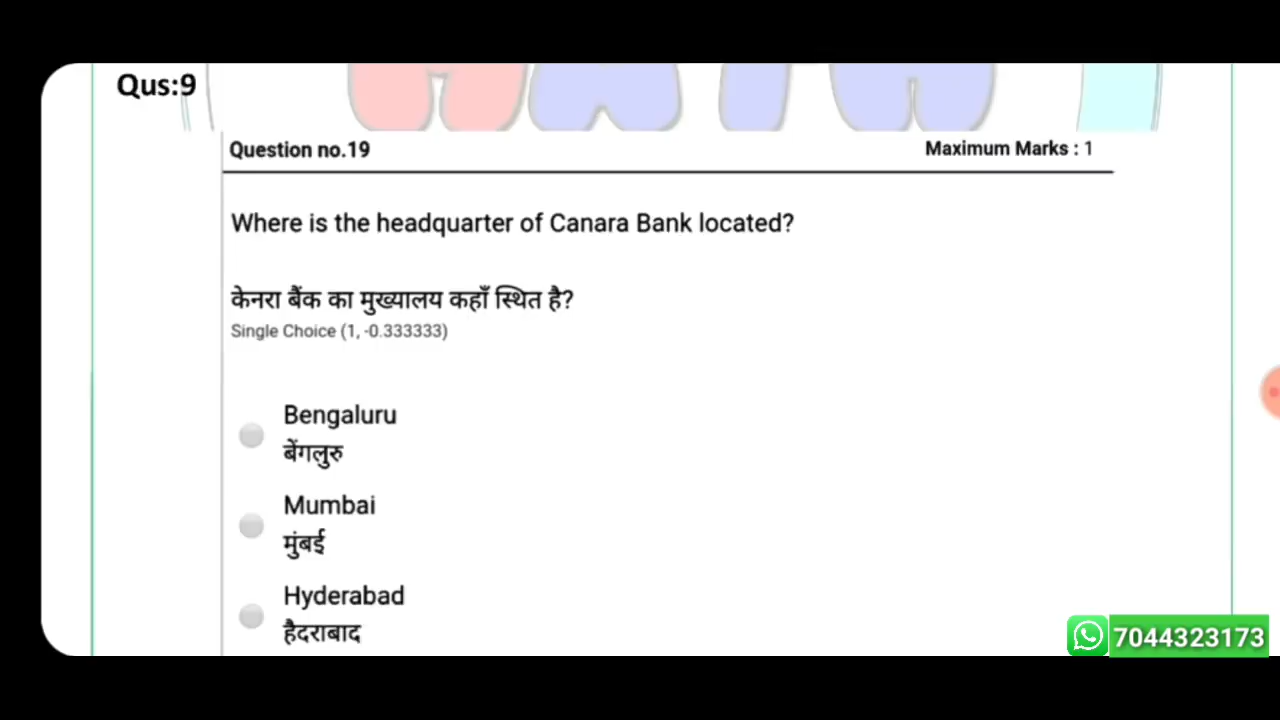 Qus:9
Question no.19 Maximum Marks : 1
Where is the headquarter of Canara Bank located?
केनरा बैंक का मुख्यालय कहाँ स्थित है?
Single Choice (1, -0.333333)
Bengaluru
बेंगलुरु
Mumbai
मुंबई
Hyderabad
हैदराबाद
7044323173